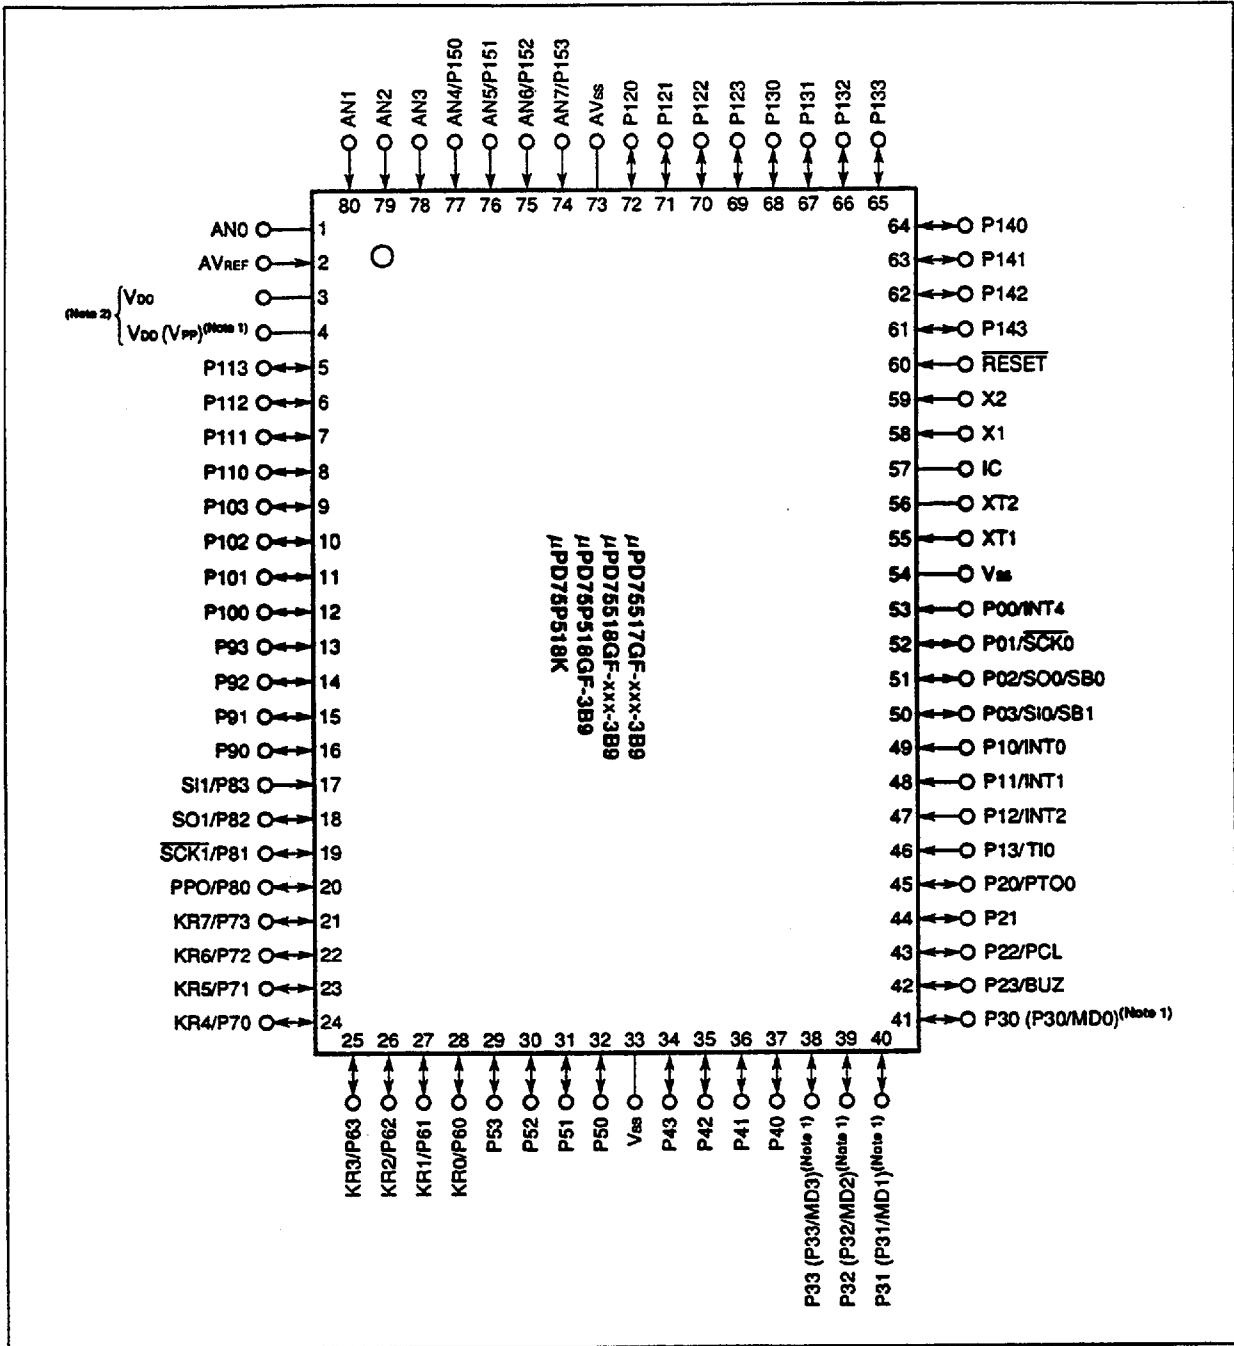 AN1
AN2
AN3
AN4/P150
AN5/P151
AN6/P152
AN7/P153
AVss
P120
P121
P122
P123
P130
P131
P132
P133
80 79 78 77 76 75 74 73 72 71 70 69 68 67 66 65
AN0 1
AVREF 2
(Note 2) { VDD 3
VDD (VPP)(Note 1) 4
P113 5
P112 6
P111 7
P110 8
P103 9
P102 10
P101 11
P100 12
P93 13
P92 14
P91 15
P90 16
SI1/P83 17
SO1/P82 18
S̅C̅K̅1̅/P81 19
PPO/P80 20
KR7/P73 21
KR6/P72 22
KR5/P71 23
KR4/P70 24
µPD75517GF-xxx-3B9
µPD75518GF-xxx-3B9
µPD75P518GF-3B9
µPD75P518K
64 P140
63 P141
62 P142
61 P143
60 R̅E̅S̅E̅T̅
59 X2
58 X1
57 IC
56 XT2
55 XT1
54 Vss
53 P00/INT4
52 P01/S̅C̅K̅0̅
51 P02/SO0/SB0
50 P03/SI0/SB1
49 P10/INT0
48 P11/INT1
47 P12/INT2
46 P13/TI0
45 P20/PTO0
44 P21
43 P22/PCL
42 P23/BUZ
41 P30 (P30/MD0)(Note 1)
25 26 27 28 29 30 31 32 33 34 35 36 37 38 39 40
KR3/P63
KR2/P62
KR1/P61
KR0/P60
P53
P52
P51
P50
Vss
P43
P42
P41
P40
P33 (P33/MD3)(Note 1)
P32 (P32/MD2)(Note 1)
P31 (P31/MD1)(Note 1)